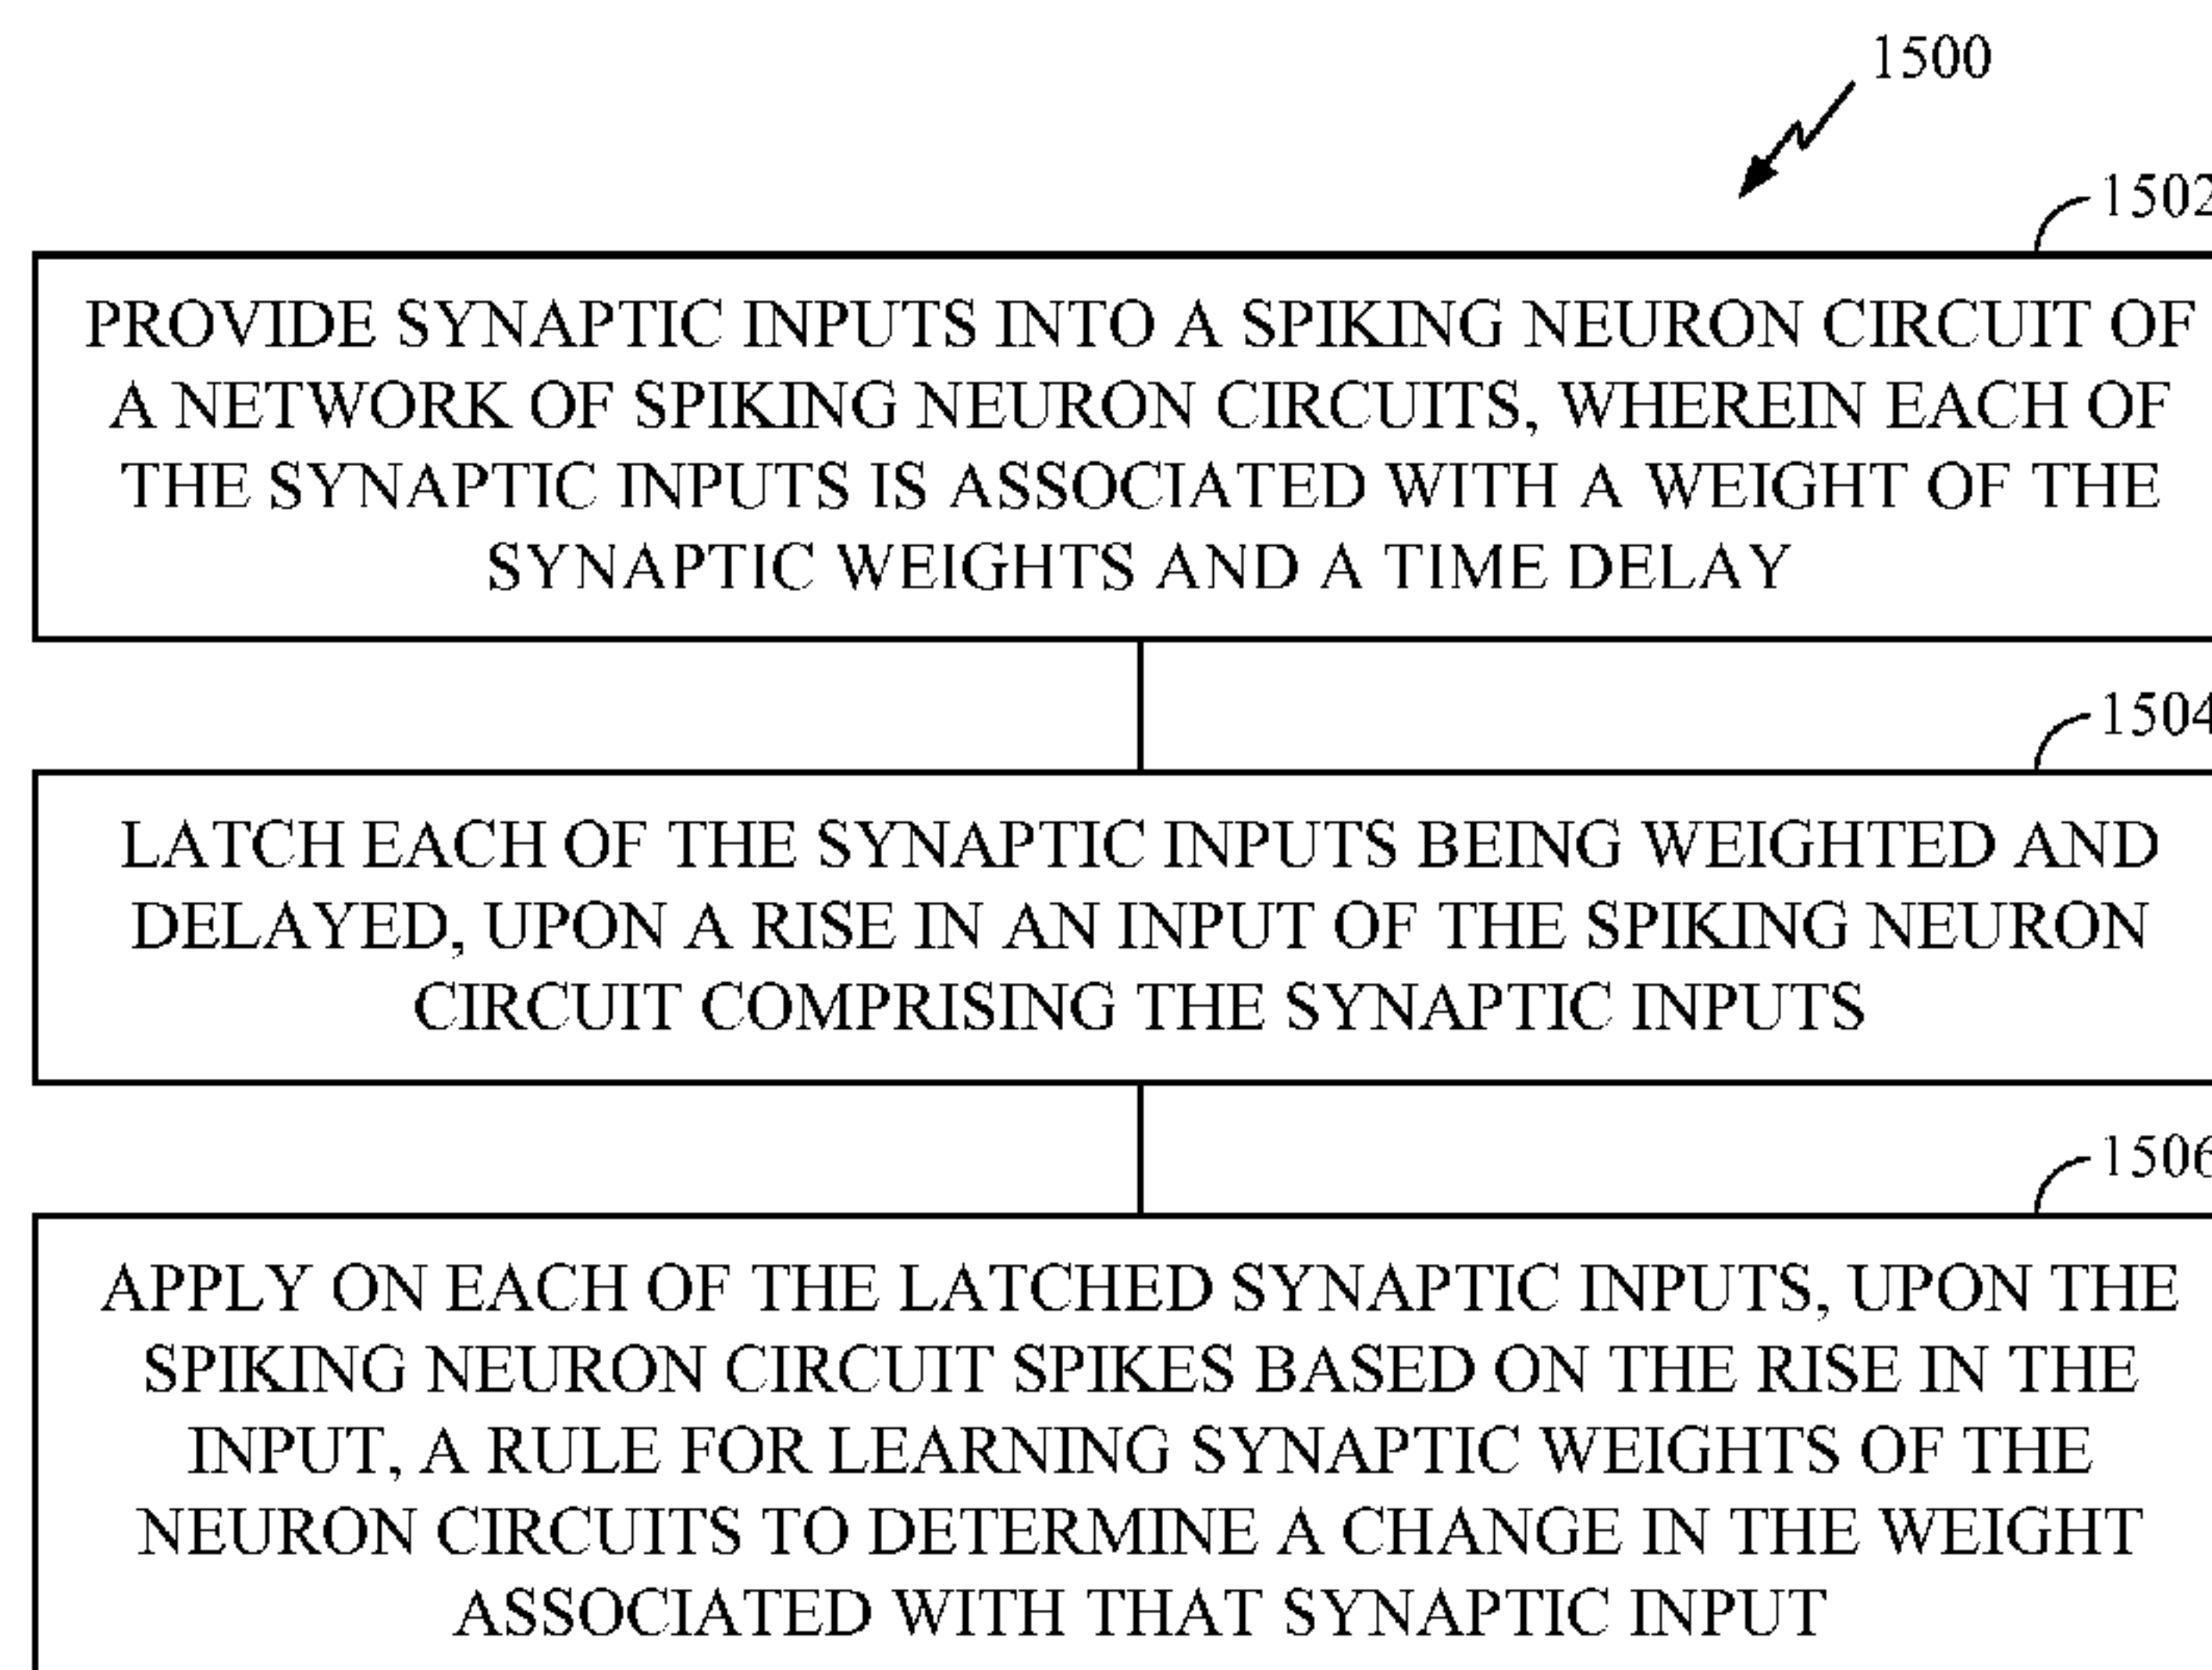 1500
1502
PROVIDE SYNAPTIC INPUTS INTO A SPIKING NEURON CIRCUIT OF
A NETWORK OF SPIKING NEURON CIRCUITS, WHEREIN EACH OF
THE SYNAPTIC INPUTS IS ASSOCIATED WITH A WEIGHT OF THE
SYNAPTIC WEIGHTS AND A TIME DELAY
1504
LATCH EACH OF THE SYNAPTIC INPUTS BEING WEIGHTED AND
DELAYED, UPON A RISE IN AN INPUT OF THE SPIKING NEURON
CIRCUIT COMPRISING THE SYNAPTIC INPUTS
1506
APPLY ON EACH OF THE LATCHED SYNAPTIC INPUTS, UPON THE
SPIKING NEURON CIRCUIT SPIKES BASED ON THE RISE IN THE
INPUT, A RULE FOR LEARNING SYNAPTIC WEIGHTS OF THE
NEURON CIRCUITS TO DETERMINE A CHANGE IN THE WEIGHT
ASSOCIATED WITH THAT SYNAPTIC INPUT